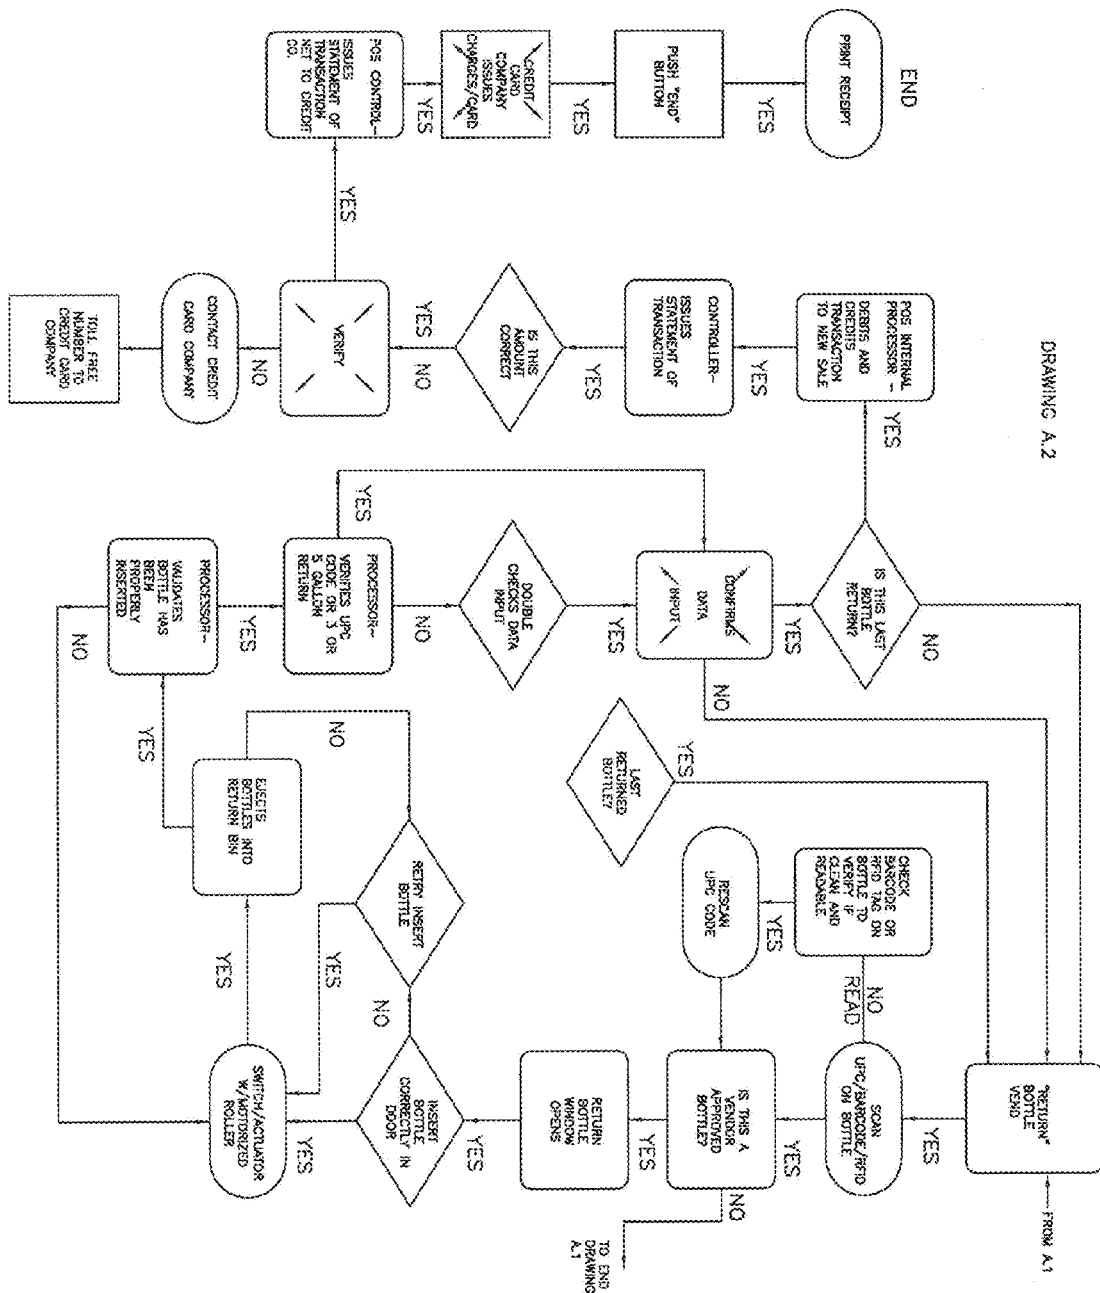 DRAWING A.2
FROM A.1
"RETURN"
BOTTLE
VEND
YES
SCAN
UPC/BARCODE/RFID
ON BOTTLE
NO
READ
CHECK
BARCODE OR
RFID TAG ON
BOTTLE TO
VERIFY IF
CLEAN AND
READABLE
YES
RESCAN
UPC CODE
YES
IS THIS A
VENDOR
APPROVED
BOTTLE?
NO
TO END
DRAWING
A.1
YES
RETURN
BOTTLE
WINDOW
OPENS
YES
INSERT
BOTTLE
CORRECTLY IN
DOOR
NO
YES
RETRY INSERT
BOTTLE
YES
SWITCH/ACTUATOR
W/MOTORIZED
ROLLER
YES
EJECTS
BOTTLES INTO
RETURN BIN
NO
YES
LAST
RETURNED
BOTTLE?
YES
PROCESSOR-
VALIDATES
BOTTLE HAS
BEEN
PROPERLY
INSERTED
NO
YES
PROCESSOR-
VERIFIES UPC
CODE OR 3 OR
5 GALLON
RETURN
YES
NO
DOUBLE
CHECKS DATA
INPUT
YES
CONFIRMS
DATA
INPUT
NO
YES
IS THIS LAST
BOTTLE
RETURN?
NO
YES
POS INTERNAL
PROCESSOR -
DEBITS AND
CREDITS
TRANSACTION
TO NEW SALE
YES
CONTROLLER-
ISSUES
STATEMENT OF
TRANSACTION
YES
IS THIS
AMOUNT
CORRECT
YES
NO
VERIFY
NO
CONTACT CREDIT
CARD COMPANY
TOLL FREE
NUMBER TO
CREDIT CARD
COMPANY
YES
POS CONTROL-
ISSUES
STATEMENT OF
TRANSACTION
NET TO CREDIT
CO.
YES
CREDIT
CARD
COMPANY
ISSUES
CHARGES/CARD
YES
PUSH "END"
BUTTON
YES
PRINT RECEIPT
END